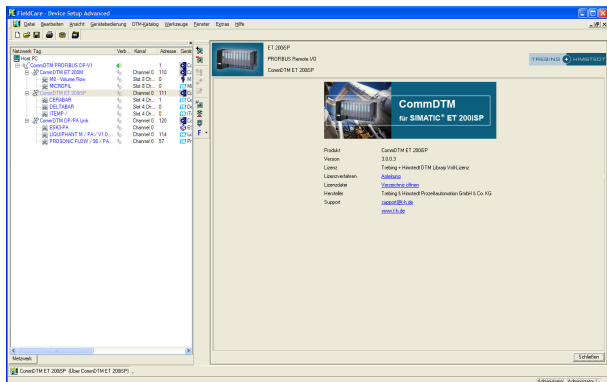 FieldCare - Device Setup Advanced
Datei Bearbeiten Ansicht Gerätebedienung DTM-Katalog Werkzeuge Fenster Extras Hilfe
Netzwerk Tag Verb... Kanal Adresse Gerät
Host PC
CommDTM PROFIBUS DP-V1 1
CommDTM ET 200M Channel 0 110
M0 - Volume Flow Slot 8 Ch... 0
MICROPIL Slot 8 Ch... 0
CommDTM ET 200iSP Channel 0 111
CERABAR Slot 4 Ch... 1
DELTABAR Slot 4 Ch... 0
ITEMP / Slot 5 Ch... 0
CommDTM DP/PA Link Channel 0 120
ESK3-PA Channel 0
LIQUIPHANT M / PA / V1.0... Channel 0 114
PROSONIC FLOW / 90 / PA... Channel 0 57
Netzwerk
ET 200iSP
PROFIBUS Remote I/O
CommDTM ET 200iSP
TREBING + HIMSTEDT
CommDTM
für SIMATIC® ET 200iSP
Produkt CommDTM ET 200iSP
Version 3.0.0.3
Lizenz Trebing + Himstedt DTM Library Voll-Lizenz
Lizenzverfahren Anleitung
Lizenzdatei Verzeichnis öffnen
Hersteller Trebing & Himstedt Prozeßautomation GmbH & Co. KG
Support support@t-h.de
www.t-h.de
Schließen
CommDTM ET 200iSP (Über CommDTM ET 200iSP)
Administrator